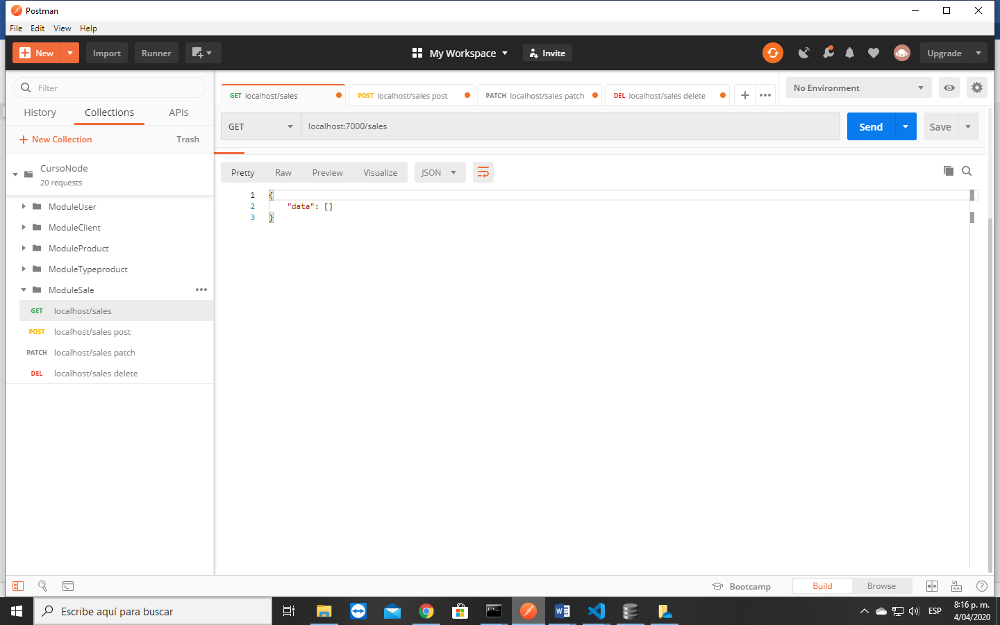 Postman
File Edit View Help
New Import Runner My Workspace Invite Upgrade
Filter
History Collections APIs
New Collection Trash
CursoNode
20 requests
ModuleUser
ModuleClient
ModuleProduct
ModuleTypeproduct
ModuleSale
GET localhost/sales
POST localhost/sales post
PATCH localhost/sales patch
DEL localhost/sales delete
GET localhost/sales POST localhost/sales post PATCH localhost/sales patch DEL localhost/sales delete No Environment
GET localhost:7000/sales Send Save
Pretty Raw Preview Visualize JSON
1 {
2 "data": []
3 }
Bootcamp Build Browse
Escribe aquí para buscar
ESP
8:16 p. m.
4/04/2020